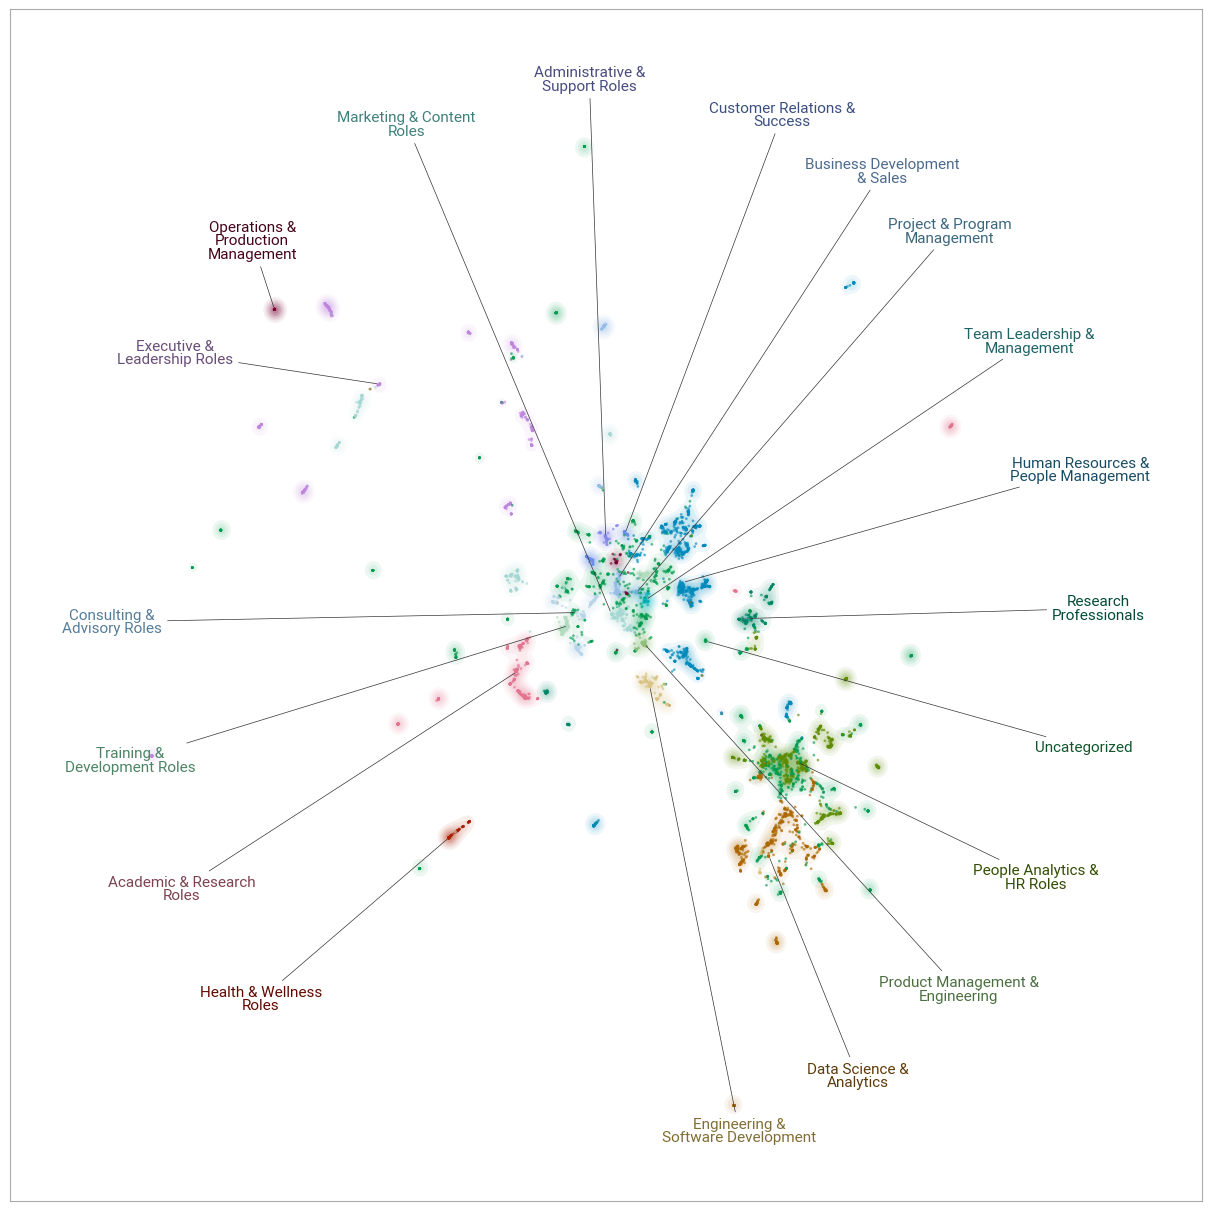 Administrative &
Support Roles
Marketing & Content
Roles
Customer Relations &
Success
Business Development
& Sales
Operations &
Production
Management
Project & Program
Management
Executive &
Leadership Roles
Team Leadership &
Management
Human Resources &
People Management
Consulting &
Advisory Roles
Research
Professionals
Training &
Development Roles
Uncategorized
Academic & Research
Roles
People Analytics &
HR Roles
Health & Wellness
Roles
Product Management &
Engineering
Data Science &
Analytics
Engineering &
Software Development